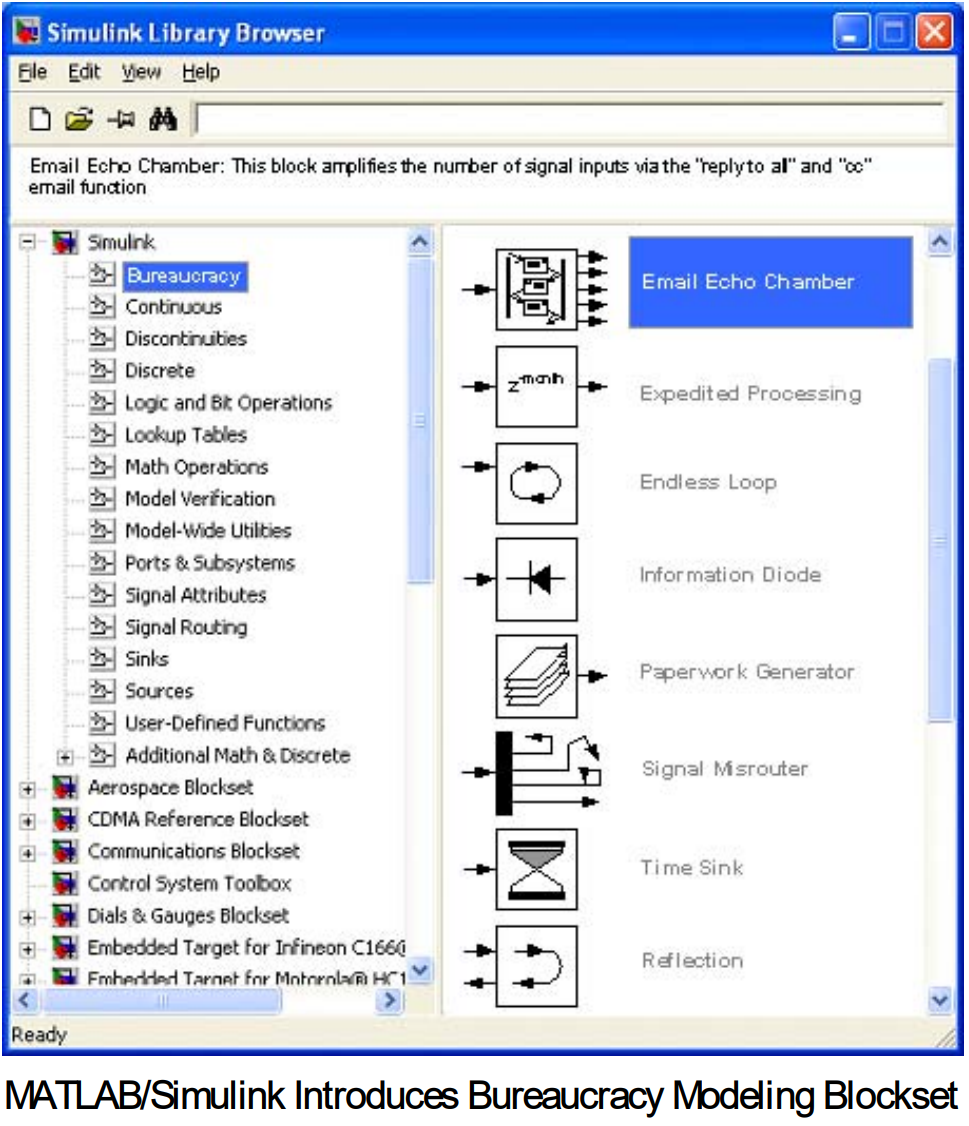 Simulink Library Browser
File Edit View Help
Email Echo Chamber: This block amplifies the number of signal inputs via the "reply to all" and "cc"
email function
Simulink
Bureaucracy
Continuous
Discontinuities
Discrete
Logic and Bit Operations
Lookup Tables
Math Operations
Model Verification
Model-Wide Utilities
Ports & Subsystems
Signal Attributes
Signal Routing
Sinks
Sources
User-Defined Functions
Additional Math & Discrete
Aerospace Blockset
CDMA Reference Blockset
Communications Blockset
Control System Toolbox
Dials & Gauges Blockset
Embedded Target for Infineon C166®
Embedded Target for Motorola® HC1
Email Echo Chamber
z-month
Expedited Processing
Endless Loop
Information Diode
Paperwork Generator
Signal Misrouter
Time Sink
Reflection
Ready
MATLAB/Simulink Introduces Bureaucracy Modeling Blockset